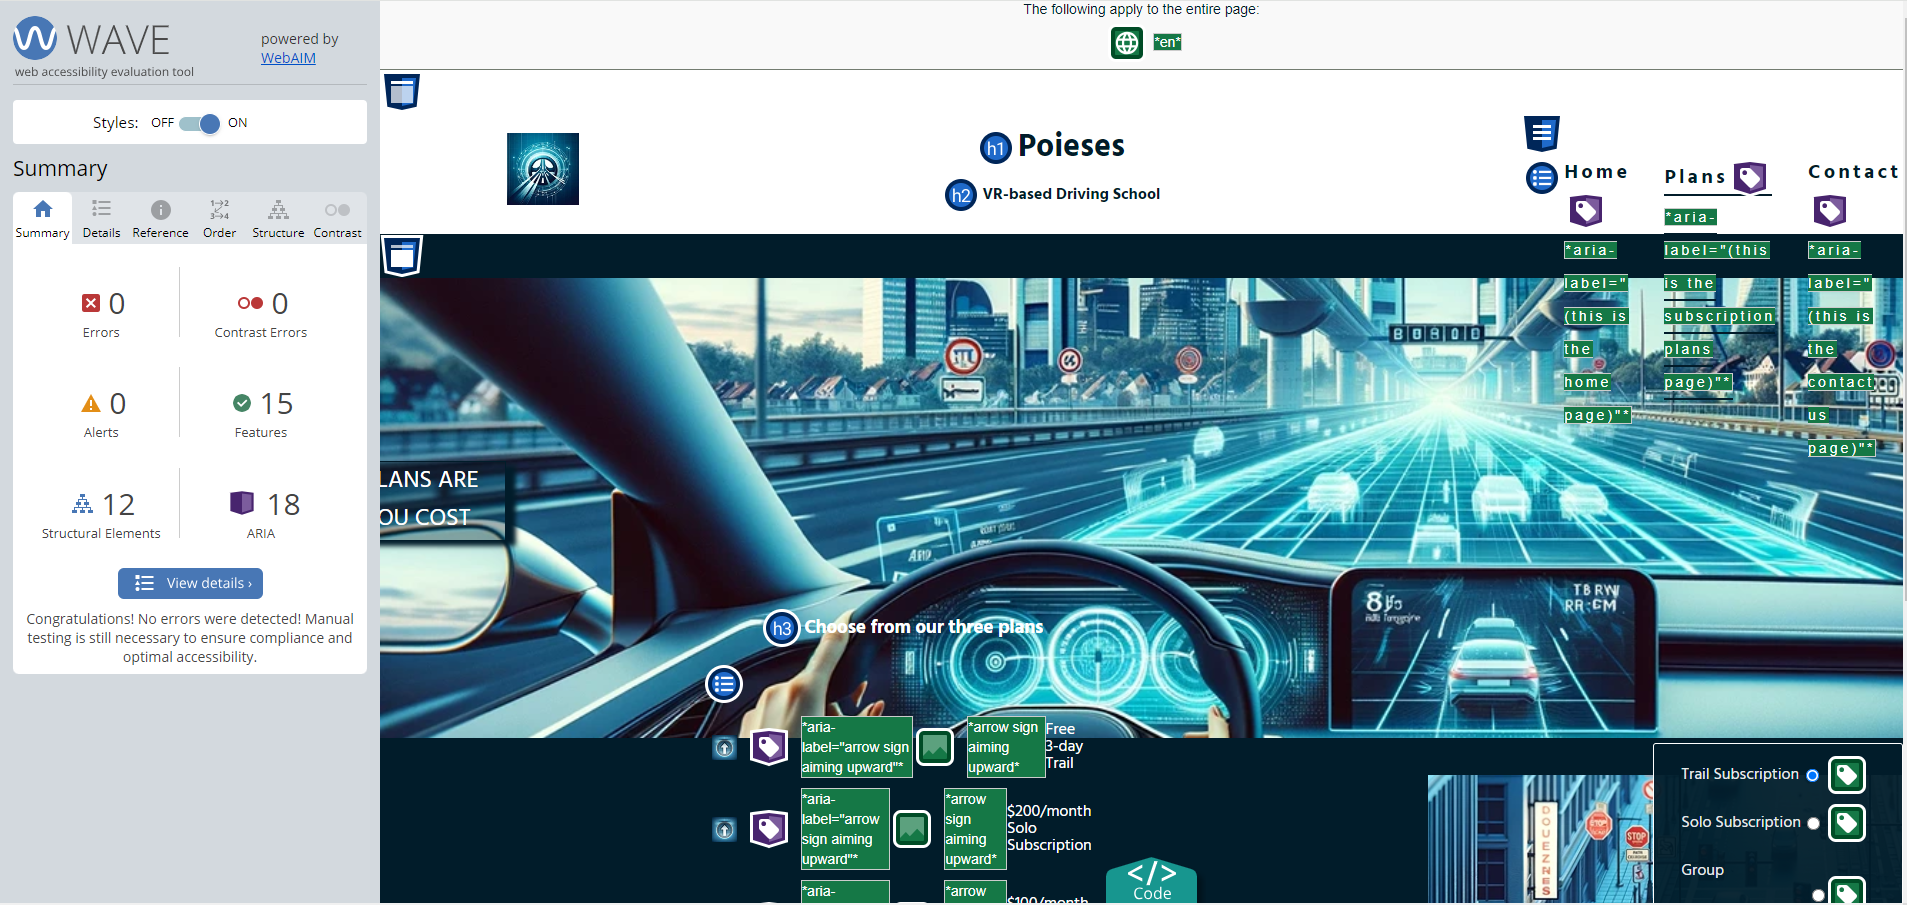 WAVE
web accessibility evaluation tool
powered by
WebAIM
Styles: OFF ON
Summary
Summary Details Reference Order Structure Contrast
0
Errors
0
Contrast Errors
0
Alerts
15
Features
12
Structural Elements
18
ARIA
View details ›
Congratulations! No errors were detected! Manual
testing is still necessary to ensure compliance and
optimal accessibility.
The following apply to the entire page:
*en*
h1 Poieses
h2 VR-based Driving School
Home
*aria-
label="
(this is
the
home
page)"*
Plans
*aria-
label="(this
is the
subscription
plans
page)"*
Contact
*aria-
label="
(this is
the
contact
us
page)"*
LANS ARE
OU COST
h3 Choose from our three plans
*aria-
label="arrow sign
aiming upward"*
*arrow sign
aiming
upward*
Free
3-day
Trail
*aria-
label="arrow
sign aiming
upward"*
*arrow
sign
aiming
upward*
$200/month
Solo
Subscription
*aria-
*arrow
$100/month
</>
Code
DOUEZNES
STOP
STOP
Trail Subscription
Solo Subscription
Group